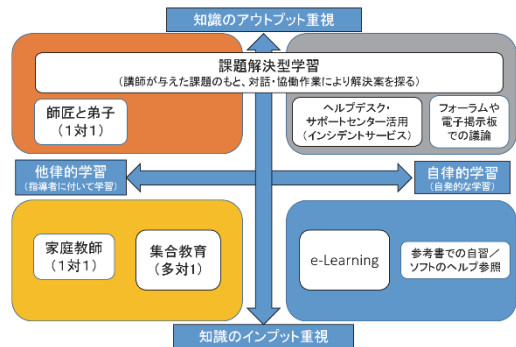 知識のアウトプット重視
課題解決型学習
(講師が与えた課題のもと、対話・協働作業により解決案を探る)
師匠と弟子
(1対1)
ヘルプデスク・
サポートセンター活用
(インシデントサービス)
フォーラムや
電子掲示板
での議論
他律的学習
(指導者に付いて学習)
自律的学習
(自発的な学習)
家庭教師
(1対1)
集合教育
(多対1)
e-Learning
参考書での自習/
ソフトのヘルプ参照
知識のインプット重視